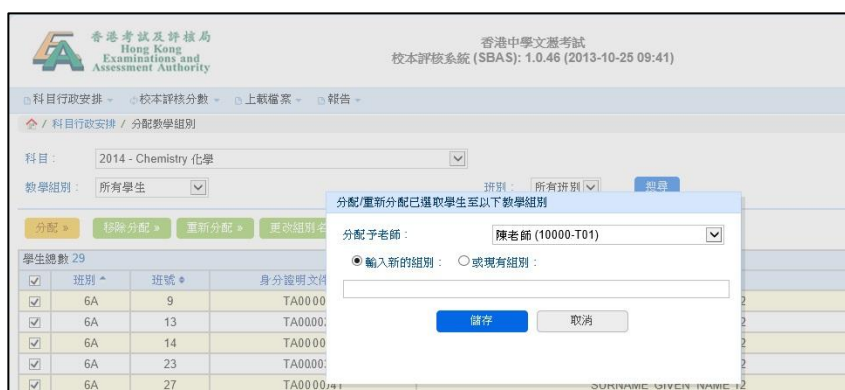 香港考試及評核局
Hong Kong
Examinations and
Assessment Authority
香港中學文憑考試
校本評核系統 (SBAS): 1.0.46 (2013-10-25 09:41)
科目行政安排 校本評核分數 上載檔案 報告
/ 科目行政安排 / 分配教學組別
科目： 2014 - Chemistry 化學
教學組別： 所有學生 班別： 所有班別 搜尋
分配 » 移除分配 » 重新分配 » 更改組別名
分配/重新分配已選取學生至以下教學組別
分配予老師： 陳老師 (10000-T01)
輸入新的組別： 或現有組別：
儲存 取消
學生總數 29
班別 班號 身分證明文件
6A 9 TA0000 2
6A 13 TA0000 2
6A 14 TA0000 2
6A 23 TA0000 2
6A 27 SURNAME GIVEN_NAME 12